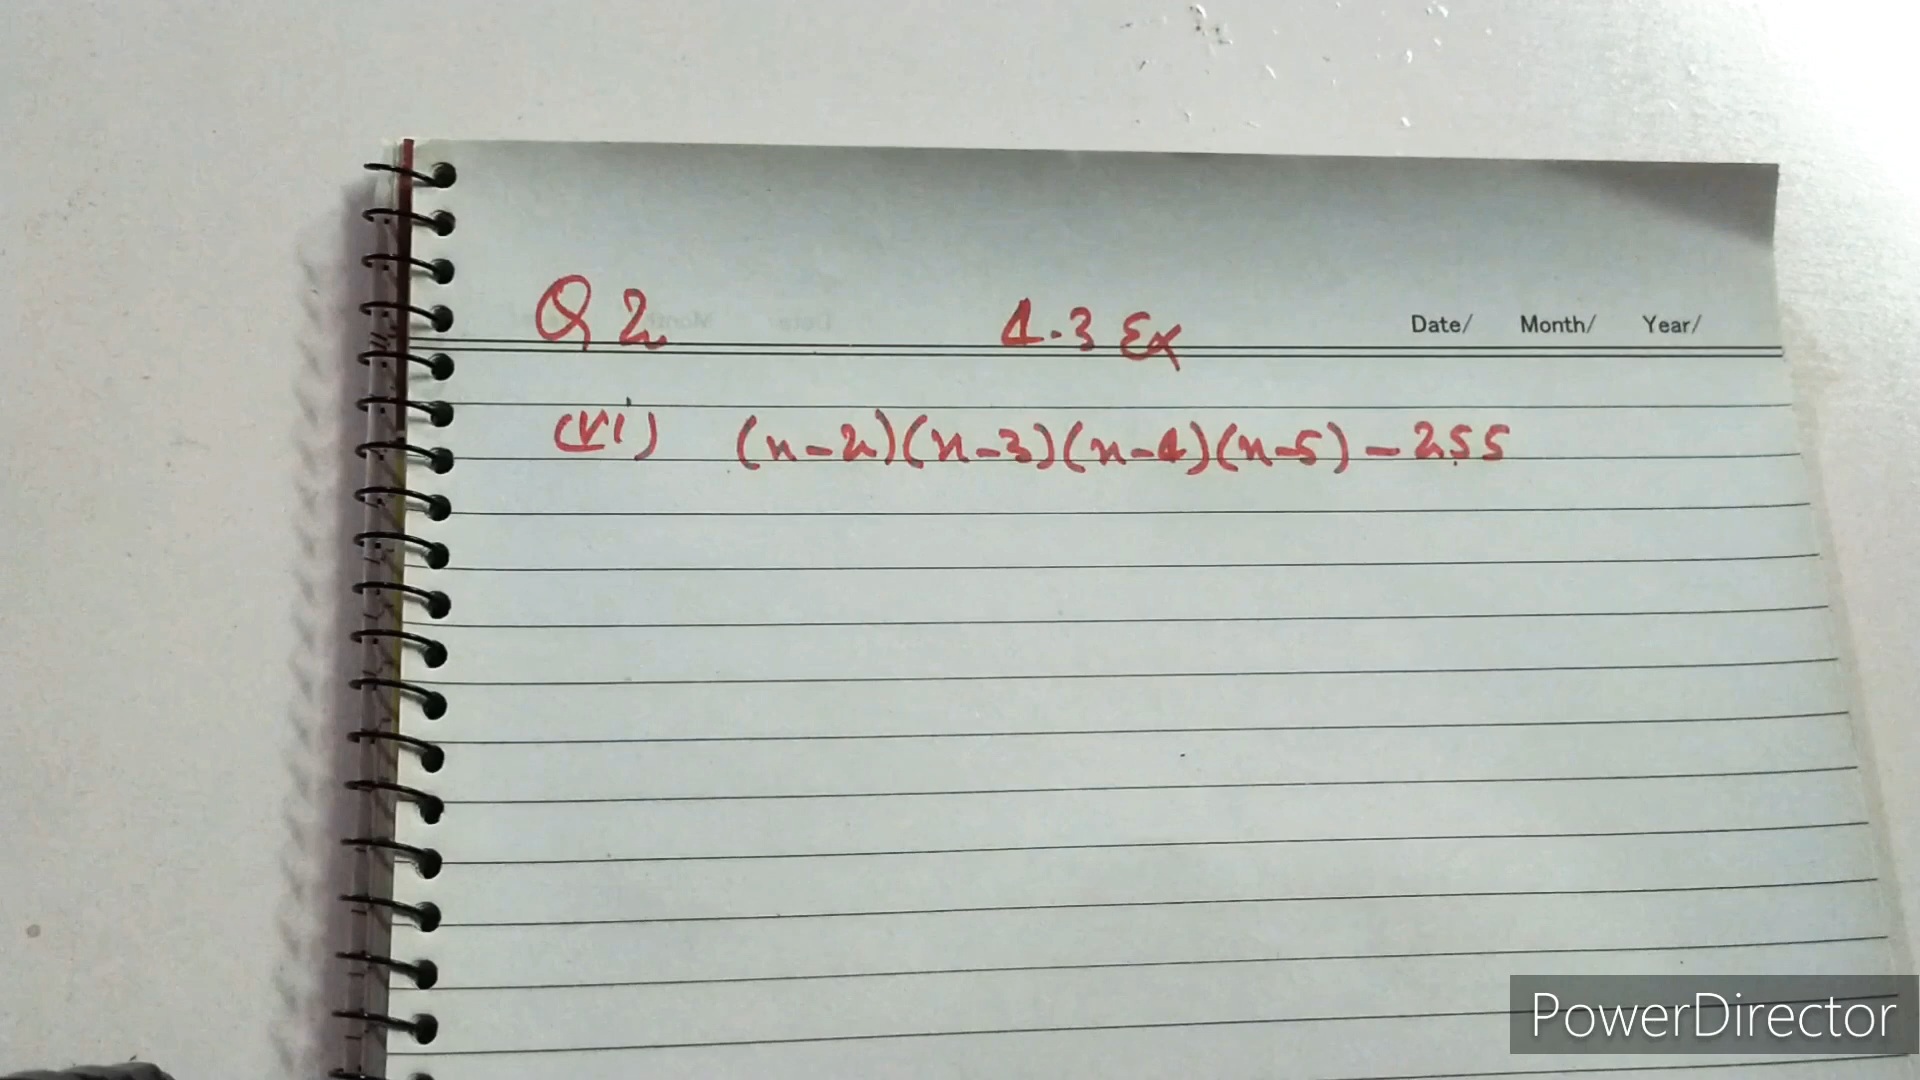 Q 2 4.3 Ex Date/ Month/ Year/
(vi) (x-2)(x-3)(x-4)(x-5) - 255
PowerDirector